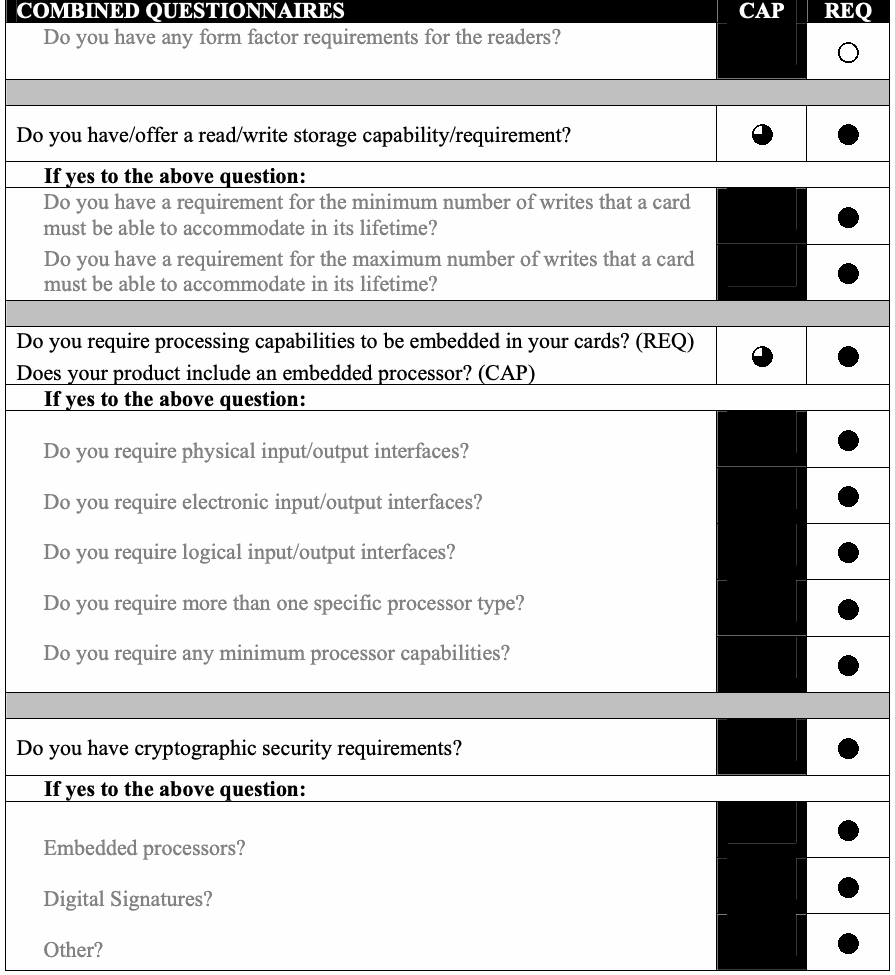 COMBINED QUESTIONNAIRES CAP REQ
Do you have any form factor requirements for the readers?
Do you have/offer a read/write storage capability/requirement?
If yes to the above question:
Do you have a requirement for the minimum number of writes that a card
must be able to accommodate in its lifetime?
Do you have a requirement for the maximum number of writes that a card
must be able to accommodate in its lifetime?
Do you require processing capabilities to be embedded in your cards? (REQ)
Does your product include an embedded processor? (CAP)
If yes to the above question:
Do you require physical input/output interfaces?
Do you require electronic input/output interfaces?
Do you require logical input/output interfaces?
Do you require more than one specific processor type?
Do you require any minimum processor capabilities?
Do you have cryptographic security requirements?
If yes to the above question:
Embedded processors?
Digital Signatures?
Other?